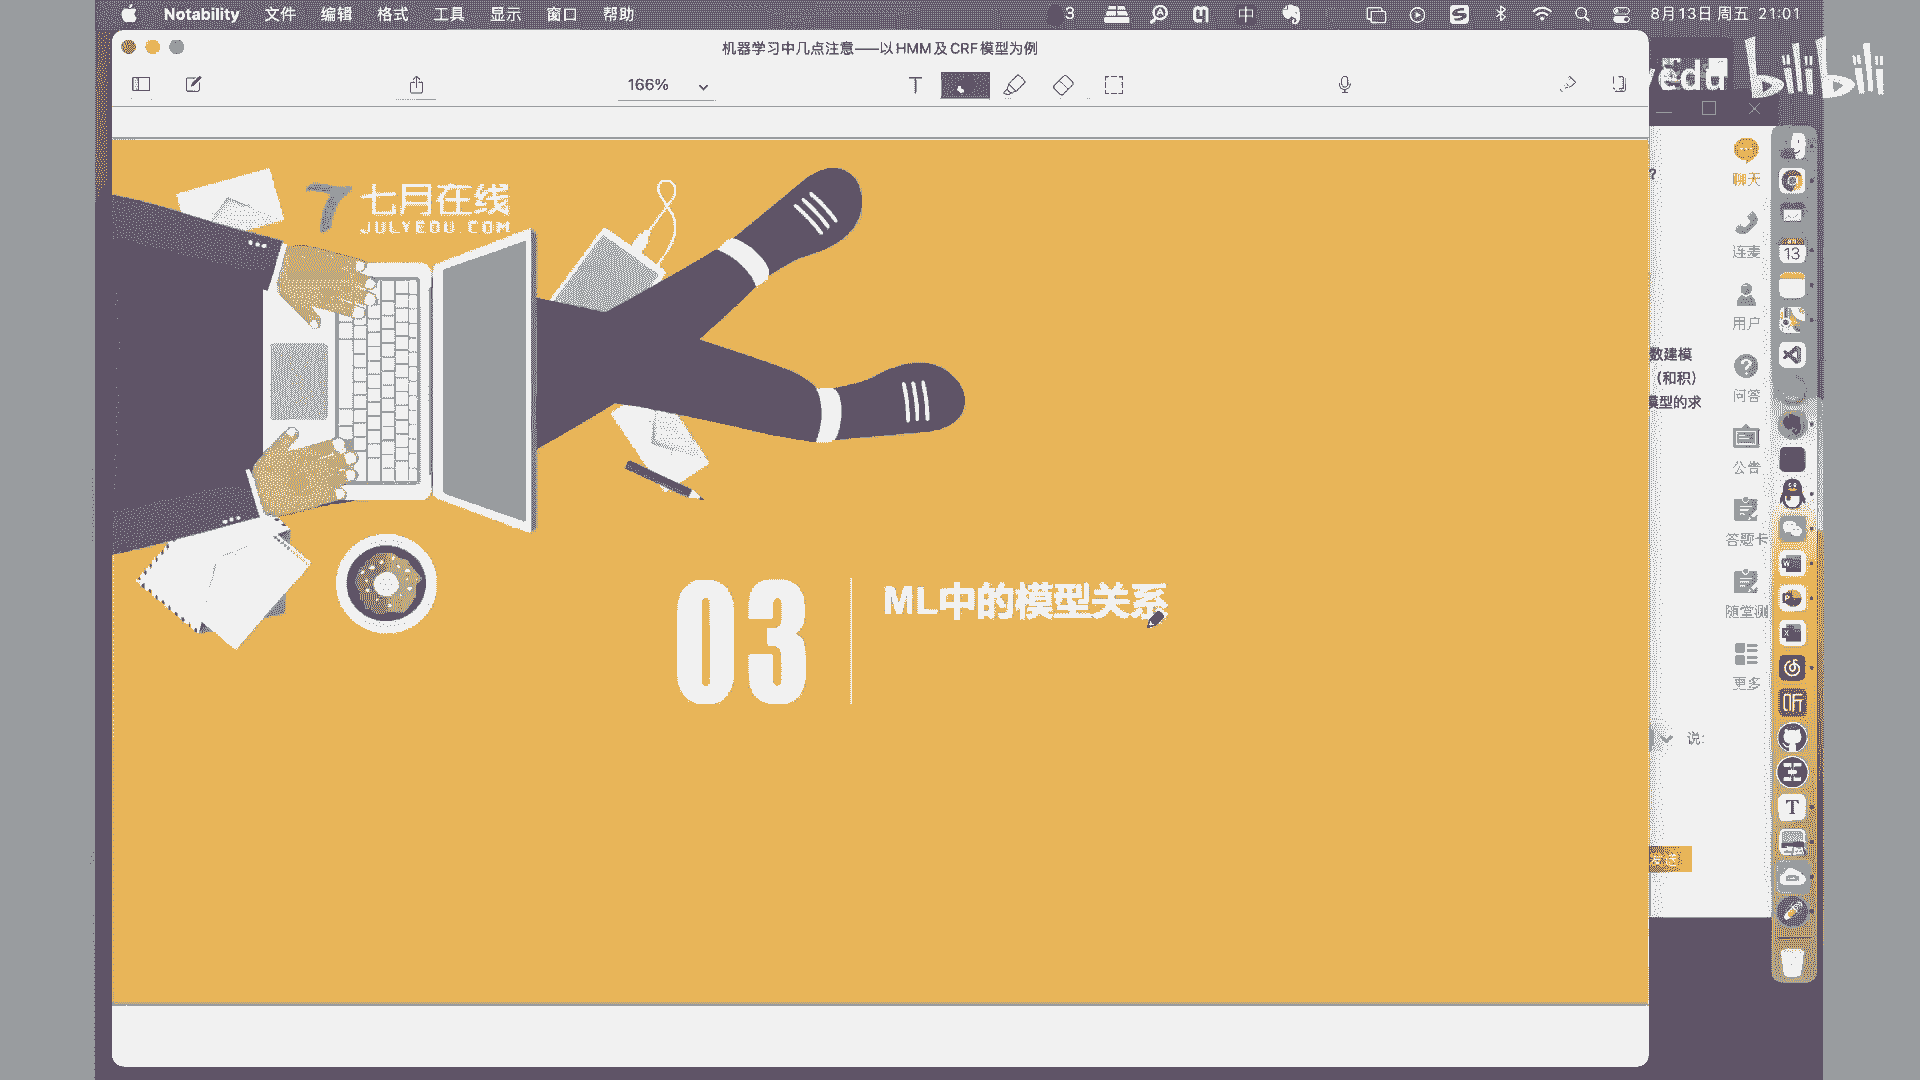 Notability 文件 编辑 格式 工具 显示 窗口 帮助
3
中
8月13日 周五 21:01
机器学习中几点注意——以HMM及CRF模型为例
166%
T
bilibili
7 七月在线
JULYEDU.COM
03
ML中的模型关系
?
数建模
（和积）
模型的求
聊天
连麦
用户
问答
公告
答题卡
随堂测
更多
说:
发送
13
听
T